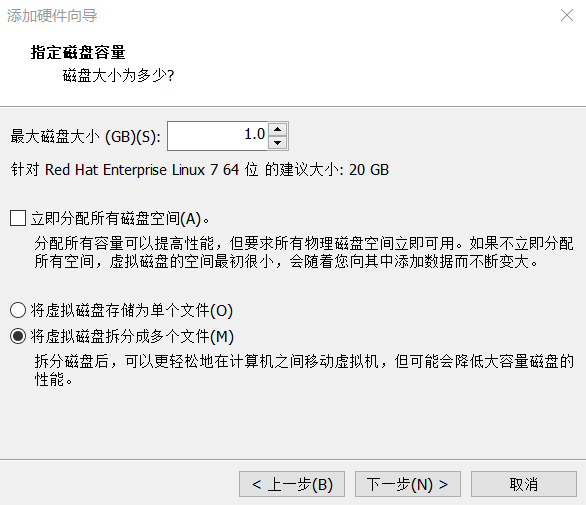 添加硬件向导
指定磁盘容量
磁盘大小为多少?
最大磁盘大小 (GB)(S): 1.0
针对 Red Hat Enterprise Linux 7 64 位 的建议大小: 20 GB
立即分配所有磁盘空间(A)。
分配所有容量可以提高性能，但要求所有物理磁盘空间立即可用。如果不立即分配
所有空间，虚拟磁盘的空间最初很小，会随着您向其中添加数据而不断变大。
将虚拟磁盘存储为单个文件(O)
将虚拟磁盘拆分成多个文件(M)
拆分磁盘后，可以更轻松地在计算机之间移动虚拟机，但可能会降低大容量磁盘的
性能。
< 上一步(B) 下一步(N) > 取消